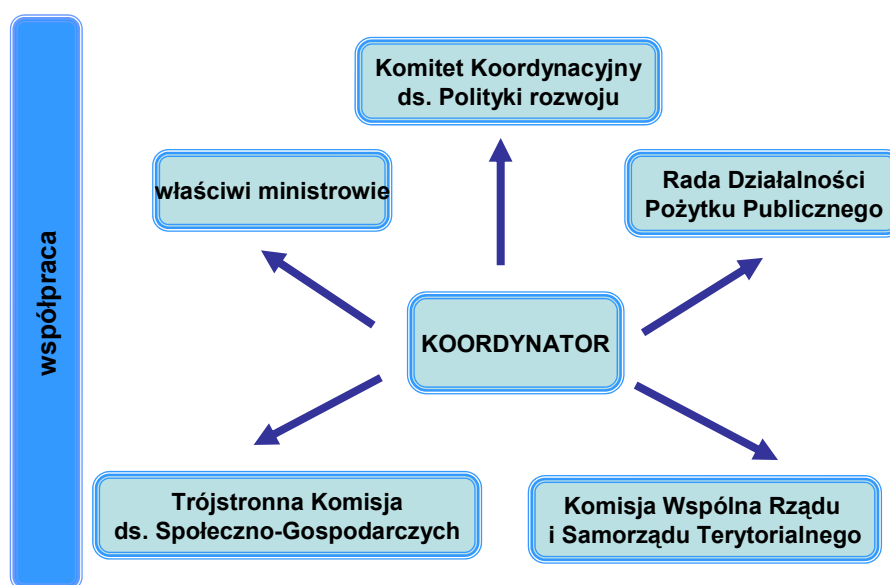 współpraca
Komitet Koordynacyjny
ds. Polityki rozwoju
właściwi ministrowie
Rada Działalności
Pożytku Publicznego
KOORDYNATOR
Trójstronna Komisja
ds. Społeczno-Gospodarczych
Komisja Wspólna Rządu
i Samorządu Terytorialnego